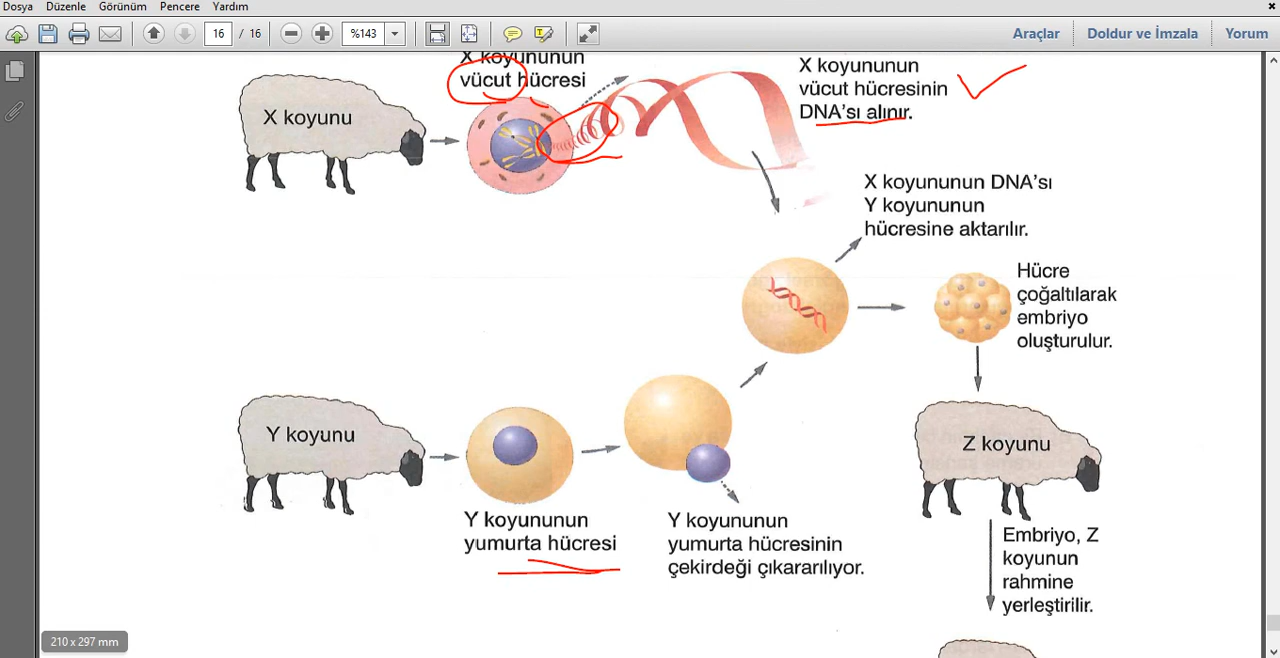 Dosya Düzenle Görünüm Pencere Yardım
16 / 16
%143
Araçlar
Doldur ve İmzala
Yorum
X koyununun
vücut hücresi
X koyunu
X koyununun
vücut hücresinin
DNA'sı alınır.
X koyununun DNA'sı
Y koyununun
hücresine aktarılır.
Hücre
çoğaltılarak
embriyo
oluşturulur.
Y koyunu
Y koyununun
yumurta hücresi
Y koyununun
yumurta hücresinin
çekirdeği çıkararılıyor.
Z koyunu
Embriyo, Z
koyunun
rahmine
yerleştirilir.
210 x 297 mm